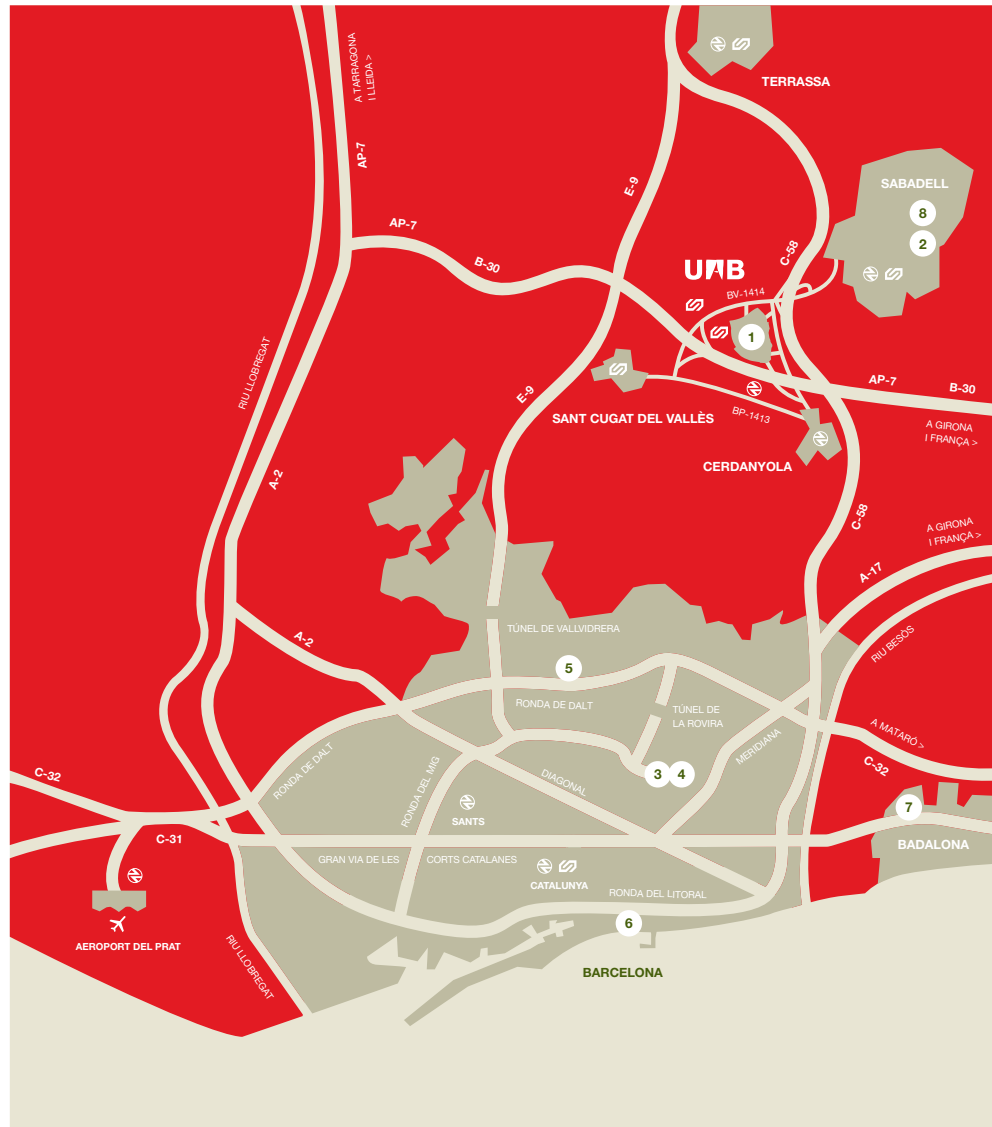 TERRASSA
A TARRAGONA
I LLEIDA >
AP-7
E-9
SABADELL
8
2
AP-7
B-30
C-58
UAB
BV-1414
1
RIU LLOBREGAT
E-9
AP-7
B-30
SANT CUGAT DEL VALLÈS
BP-1413
A GIRONA
I FRANÇA >
CERDANYOLA
A-2
C-58
A GIRONA
I FRANÇA >
A-17
A-2
TÚNEL DE VALLVIDRERA
RIU BESÒS
5
RONDA DE DALT
TÚNEL DE
LA ROVIRA
A MATARÓ >
MERIDIANA
C-32
RONDA DE DALT
C-32
3
4
DIAGONAL
RONDA DEL MIG
SANTS
7
BADALONA
C-31
GRAN VIA DE LES
CORTS CATALANES
CATALUNYA
RONDA DEL LITORAL
6
AEROPORT DEL PRAT
RIU LLOBREGAT
BARCELONA